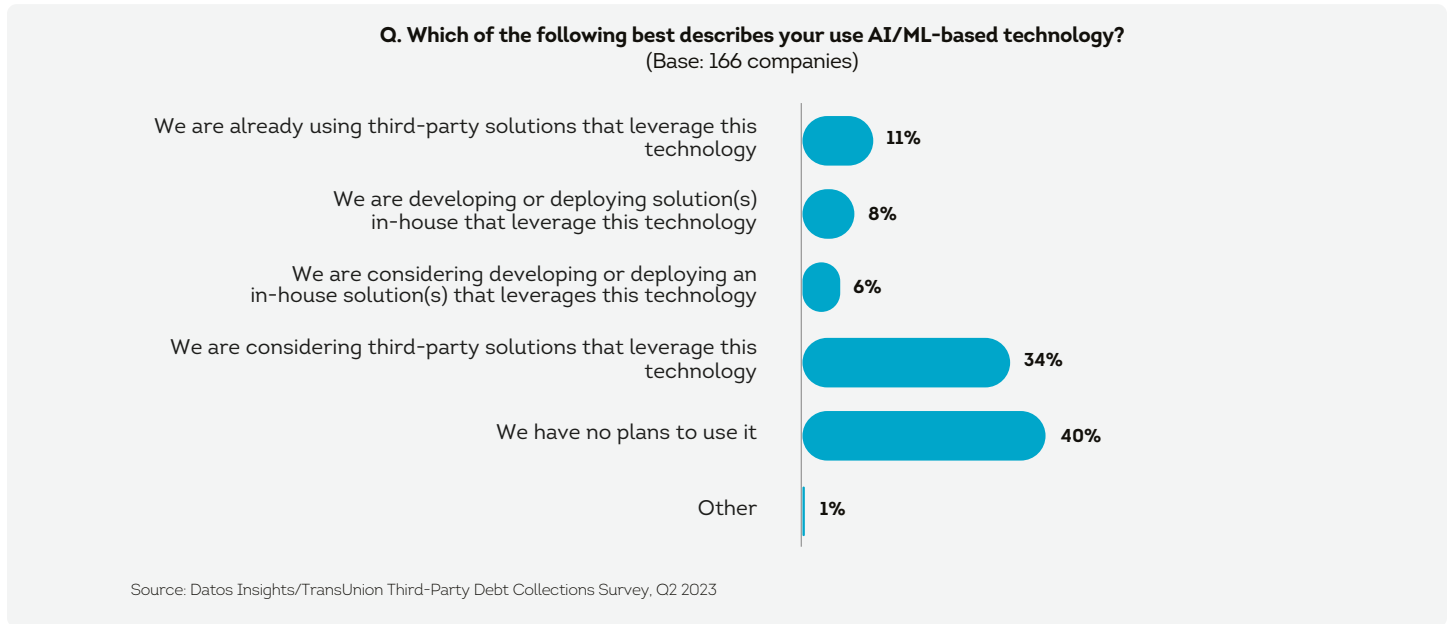 Q. Which of the following best describes your use AI/ML-based technology?
(Base: 166 companies)
We are already using third-party solutions that leverage this
technology
11%
We are developing or deploying solution(s)
in-house that leverage this technology
8%
We are considering developing or deploying an
in-house solution(s) that leverages this technology
6%
We are considering third-party solutions that leverage this
technology
34%
We have no plans to use it
40%
Other
1%
Source: Datos Insights/TransUnion Third-Party Debt Collections Survey, Q2 2023